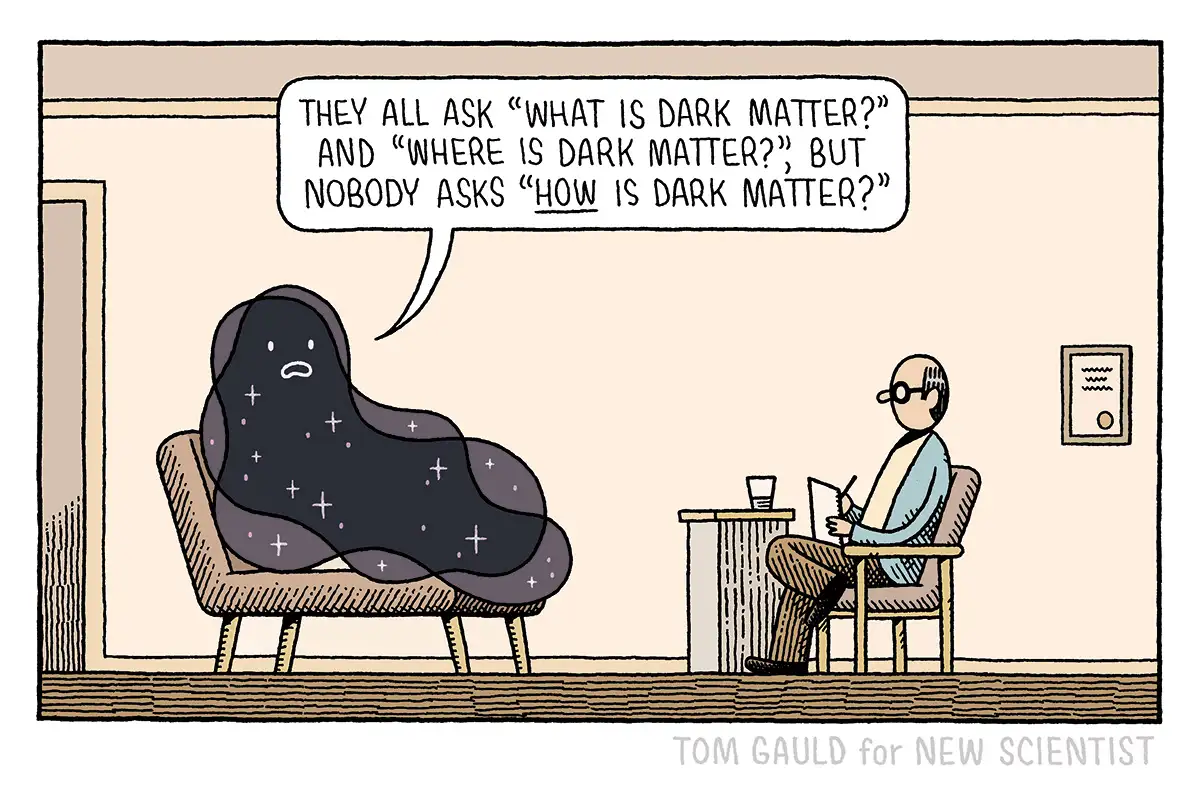 THEY ALL ASK “WHAT IS DARK MATTER?”
AND “WHERE IS DARK MATTER?”, BUT
NOBODY ASKS “HOW IS DARK MATTER?”
TOM GAULD for NEW SCIENTIST